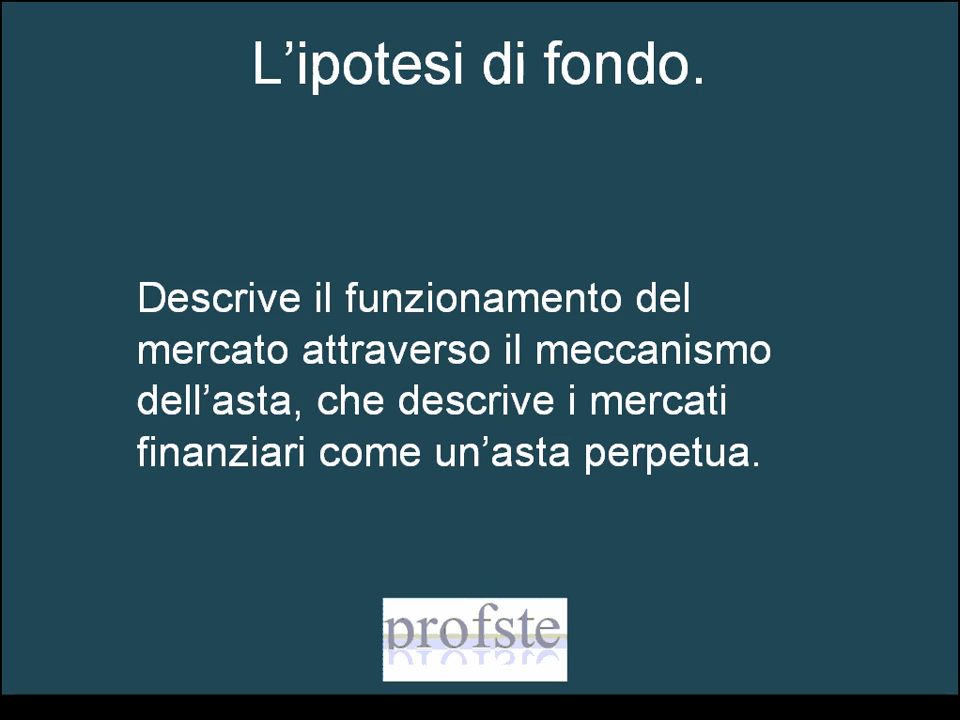 L’ipotesi di fondo.
Descrive il funzionamento del
mercato attraverso il meccanismo
dell’asta, che descrive i mercati
finanziari come un’asta perpetua.
profste